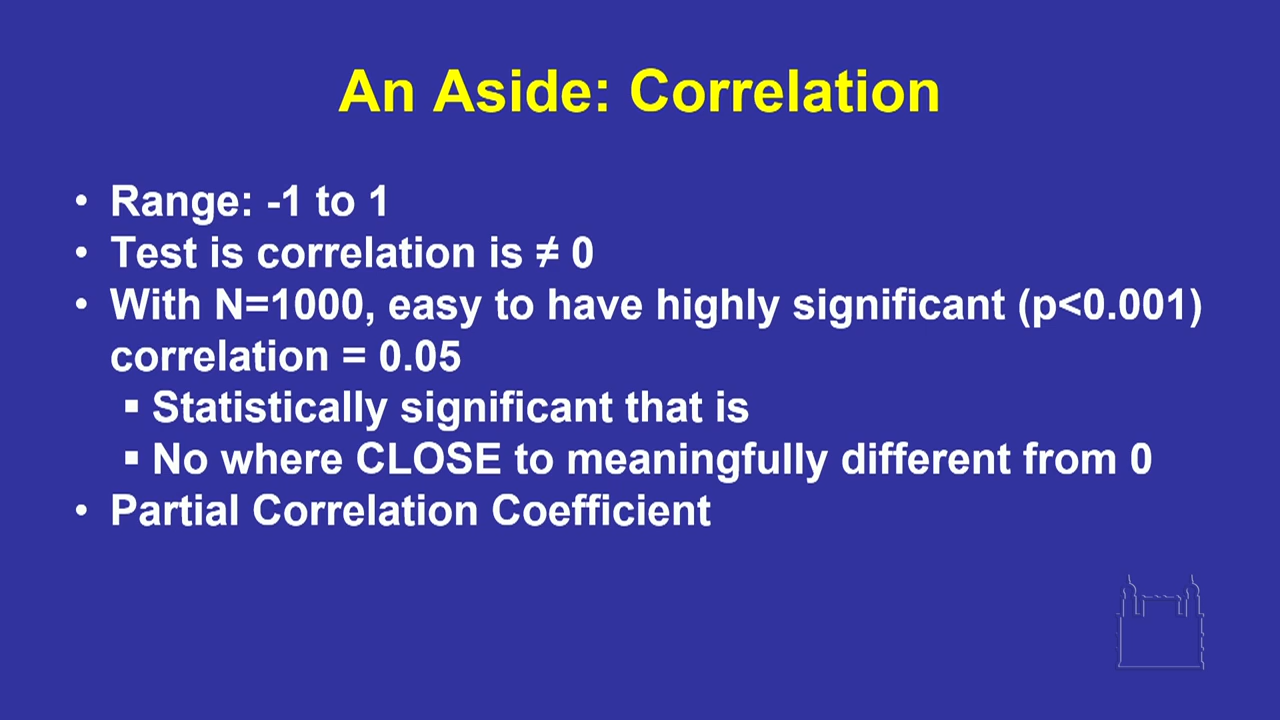 An Aside: Correlation
• Range: -1 to 1
• Test is correlation is ≠ 0
• With N=1000, easy to have highly significant (p<0.001)
correlation = 0.05
▪ Statistically significant that is
▪ No where CLOSE to meaningfully different from 0
• Partial Correlation Coefficient